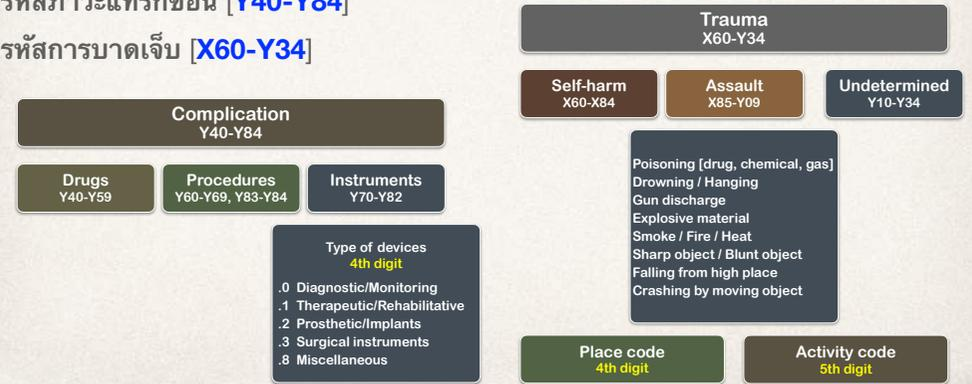 รหัสภาวะแทรกซ้อน [Y40-Y84]
รหัสการบาดเจ็บ [X60-Y34]
Complication
Y40-Y84
Drugs
Y40-Y59
Procedures
Y60-Y69, Y83-Y84
Instruments
Y70-Y82
Type of devices
4th digit
.0 Diagnostic/Monitoring
.1 Therapeutic/Rehabilitative
.2 Prosthetic/Implants
.3 Surgical instruments
.8 Miscellaneous
Trauma
X60-Y34
Self-harm
X60-X84
Assault
X85-Y09
Undetermined
Y10-Y34
Poisoning [drug, chemical, gas]
Drowning / Hanging
Gun discharge
Explosive material
Smoke / Fire / Heat
Sharp object / Blunt object
Falling from high place
Crashing by moving object
Place code
4th digit
Activity code
5th digit